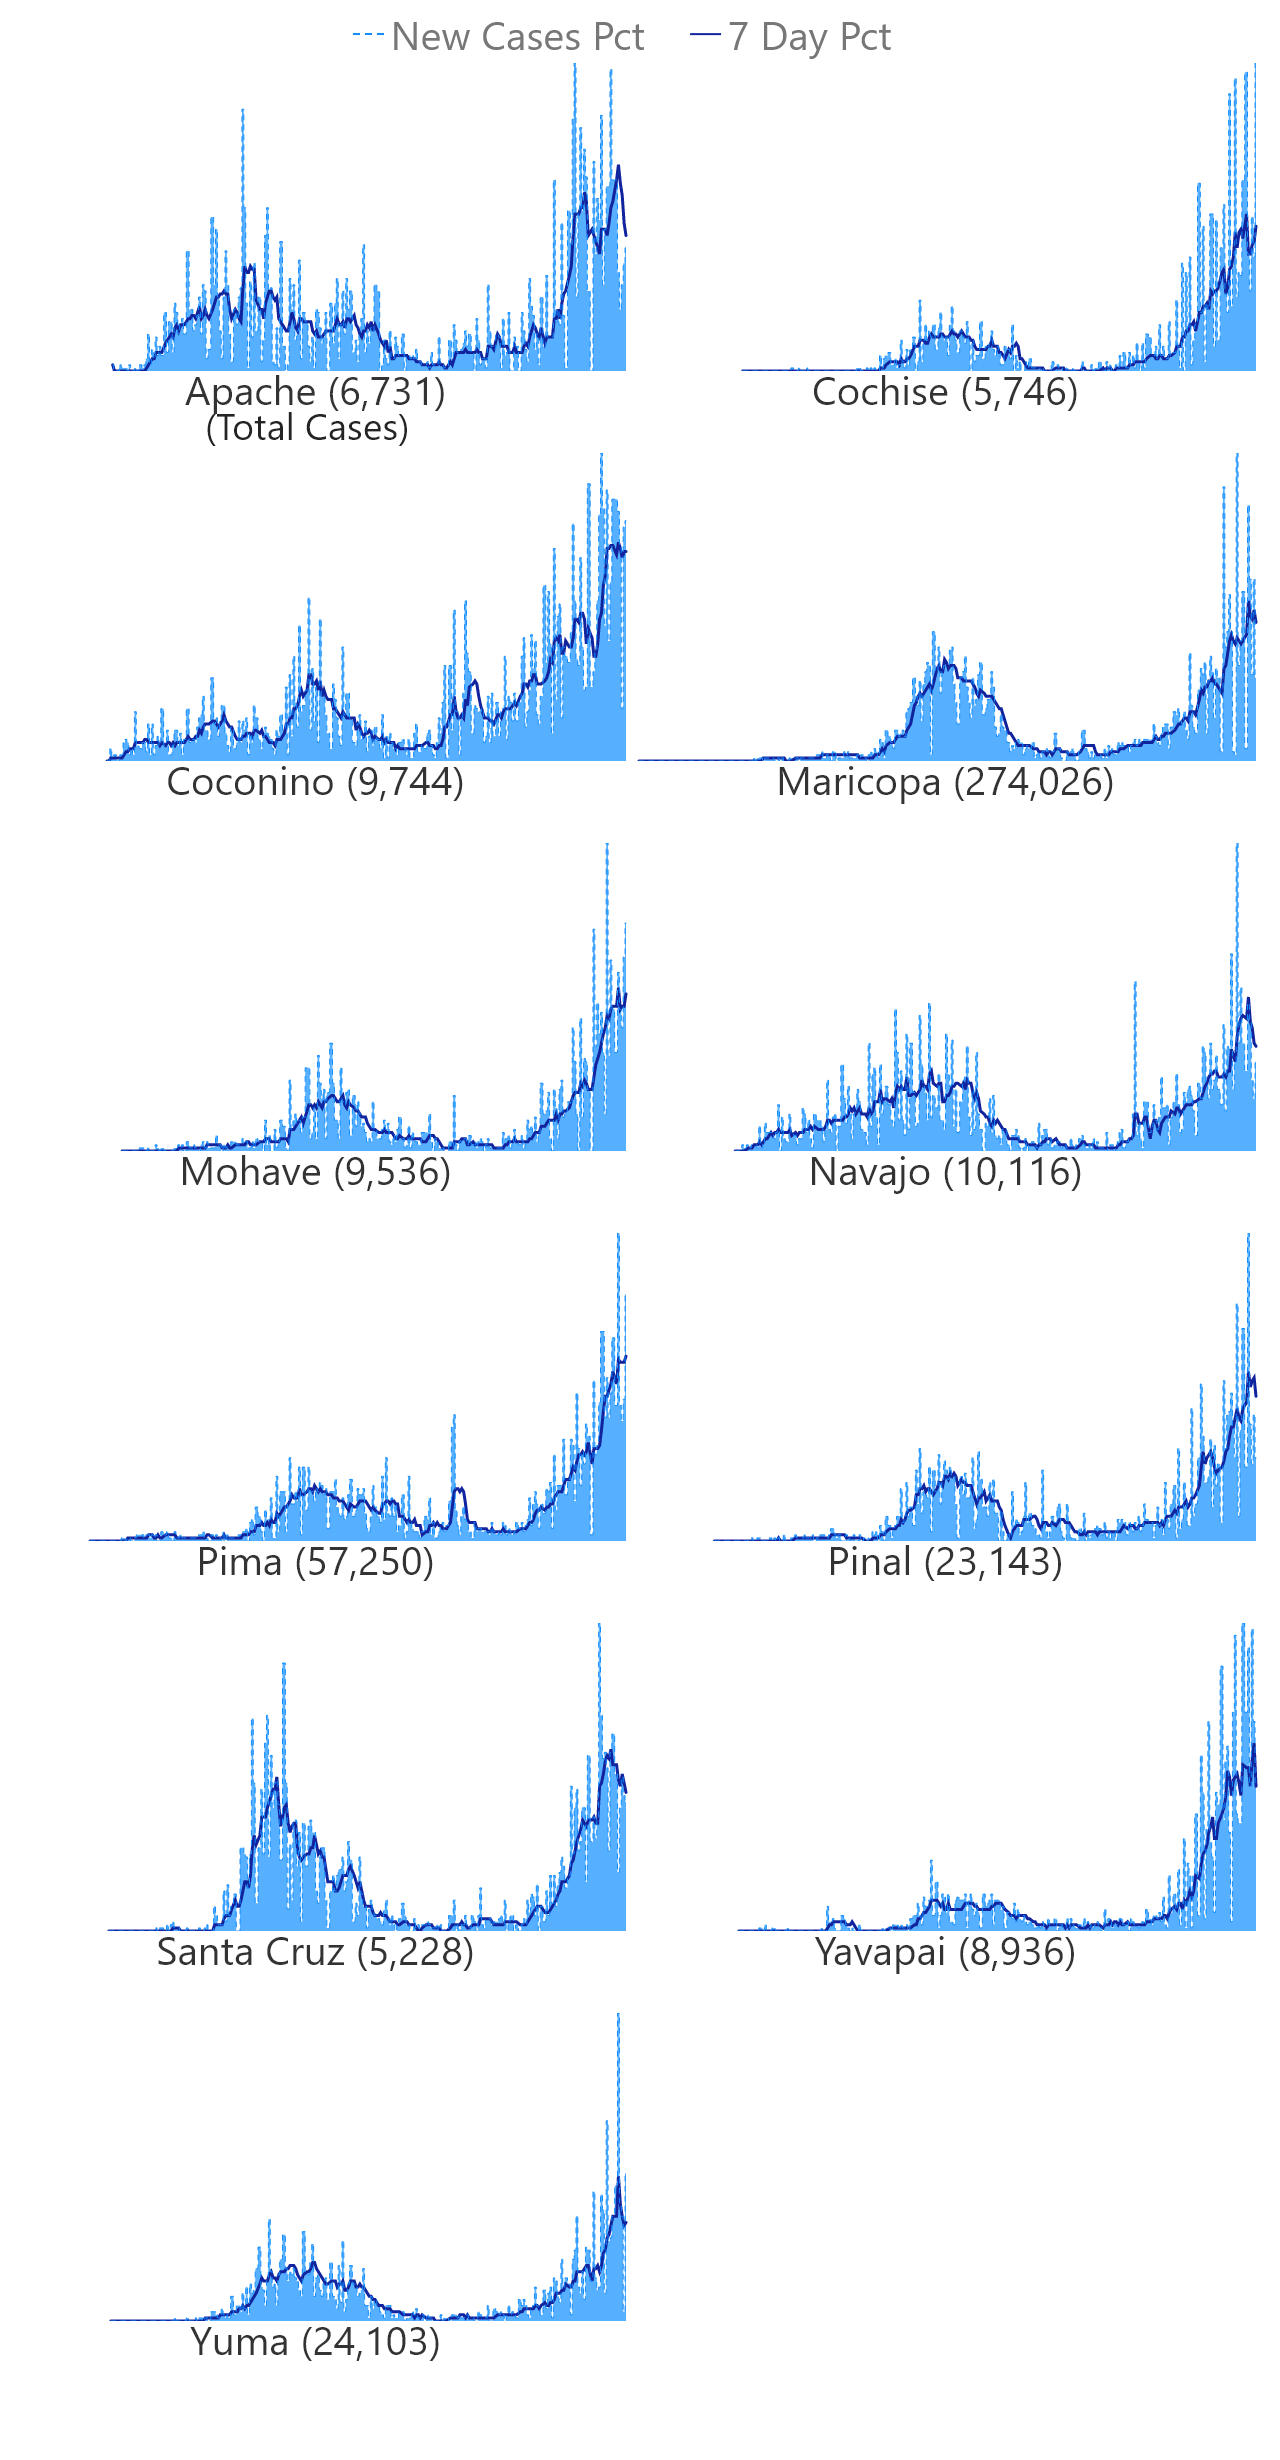 New Cases Pct 7 Day Pct
Apache (6,731)
(Total Cases)
Cochise (5,746)
Coconino (9,744)
Maricopa (274,026)
Mohave (9,536)
Navajo (10,116)
Pima (57,250)
Pinal (23,143)
Santa Cruz (5,228)
Yavapai (8,936)
Yuma (24,103)